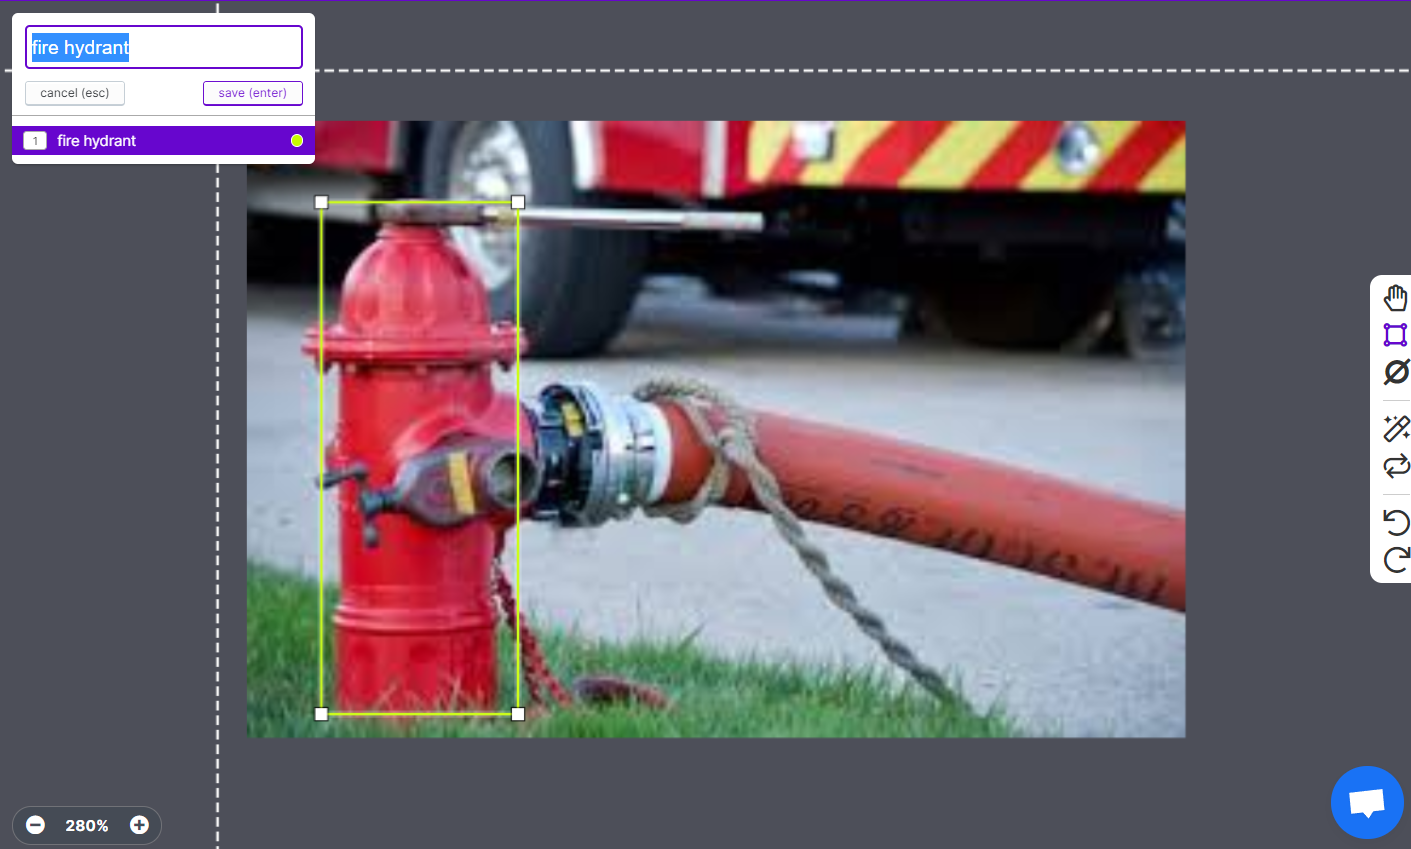 fire hydrant
cancel (esc)
save (enter)
1 fire hydrant
280%